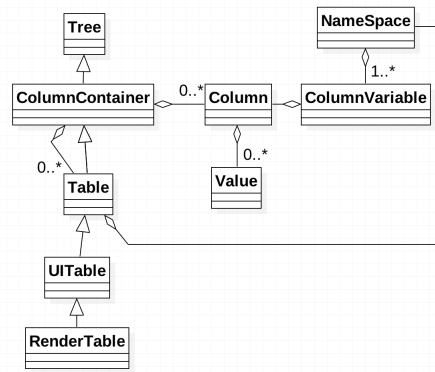 NameSpace
Tree
1..*
ColumnContainer
0..*
Column
ColumnVariable
0..*
0..*
Table
Value
UITable
RenderTable